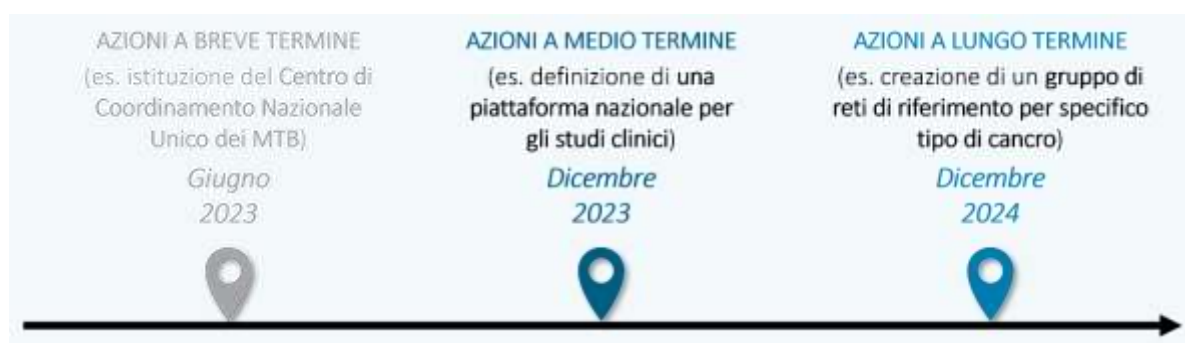 AZIONI A BREVE TERMINE
(es. istituzione del Centro di
Coordinamento Nazionale
Unico dei MTB)
Giugno
2023
AZIONI A MEDIO TERMINE
(es. definizione di una
piattaforma nazionale per
gli studi clinici)
Dicembre
2023
AZIONI A LUNGO TERMINE
(es. creazione di un gruppo di
reti di riferimento per specifico
tipo di cancro)
Dicembre
2024